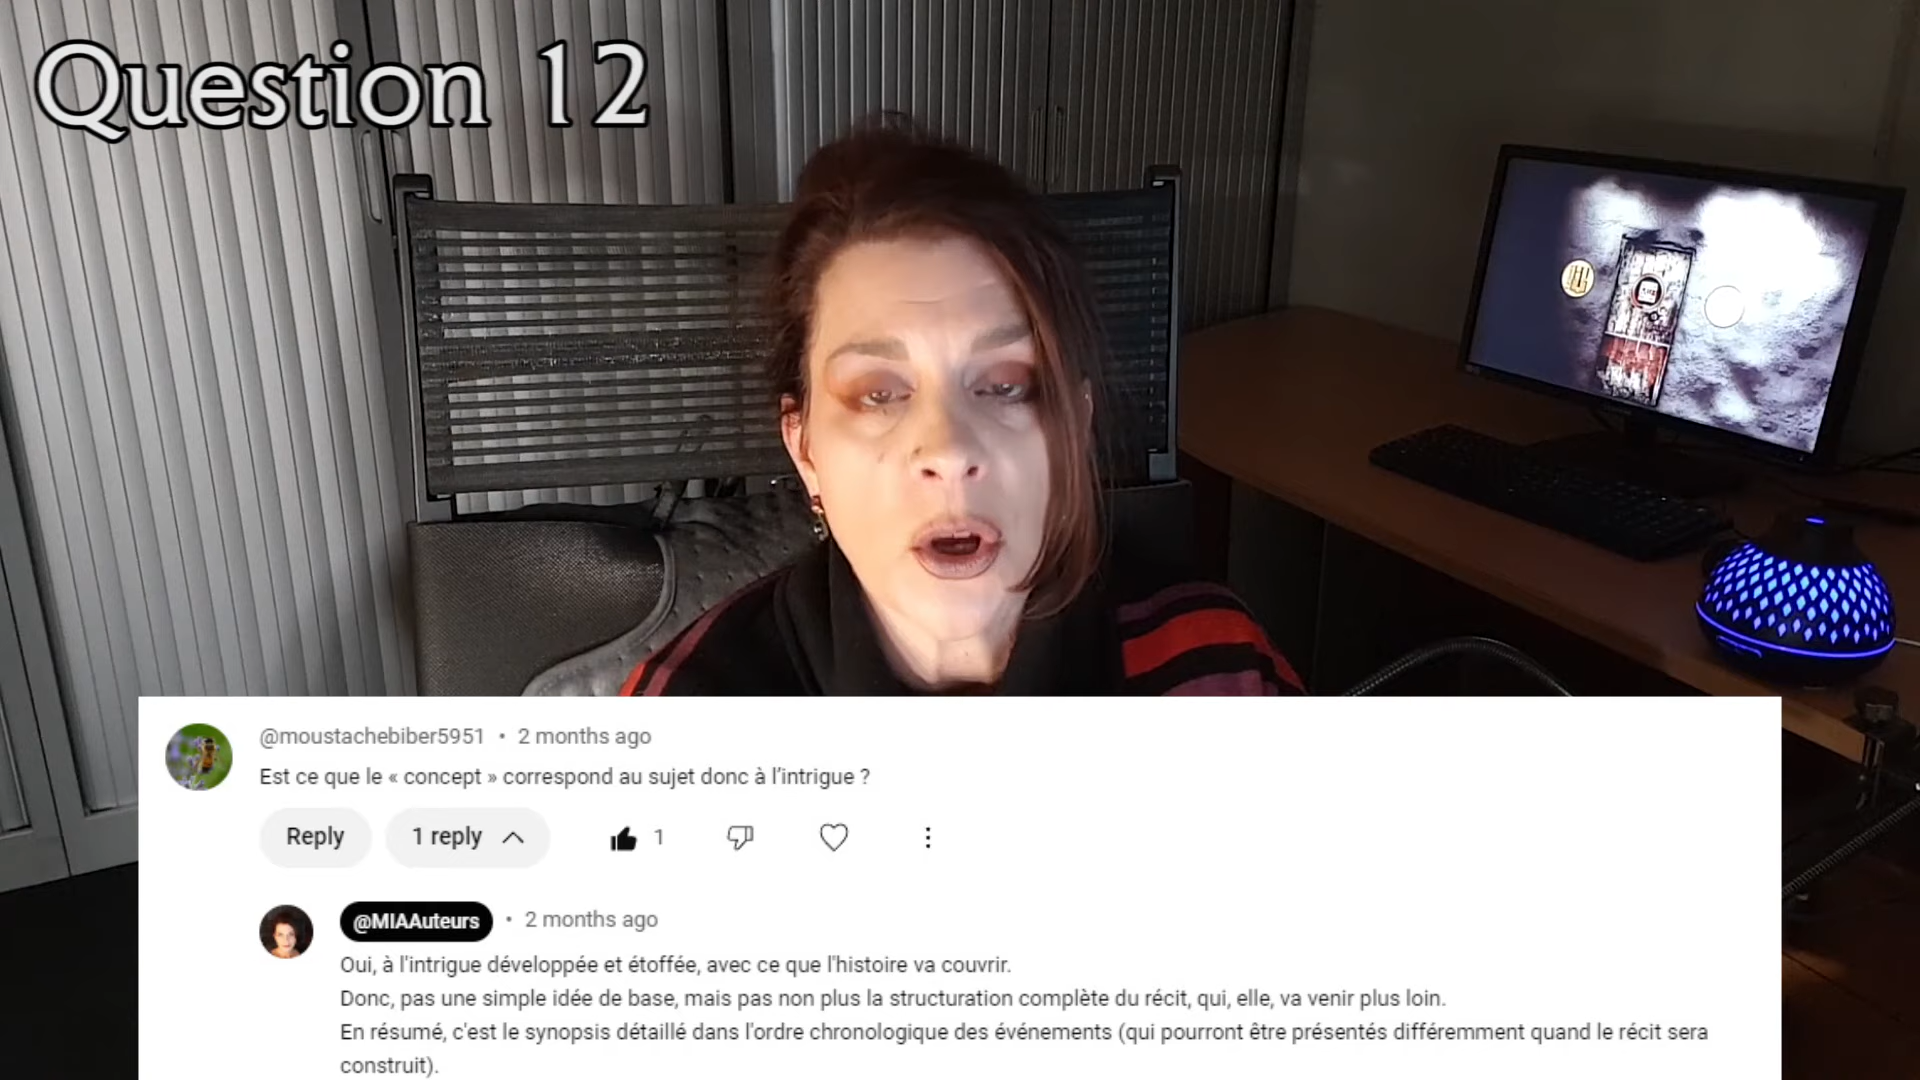 Question 12
@moustachebiber5951 • 2 months ago
Est ce que le « concept » correspond au sujet donc à l’intrigue ?
Reply 1 reply 1
@MIAAuteurs • 2 months ago
Oui, à l'intrigue développée et étoffée, avec ce que l'histoire va couvrir.
Donc, pas une simple idée de base, mais pas non plus la structuration complète du récit, qui, elle, va venir plus loin.
En résumé, c'est le synopsis détaillé dans l'ordre chronologique des événements (qui pourront être présentés différemment quand le récit sera
construit).